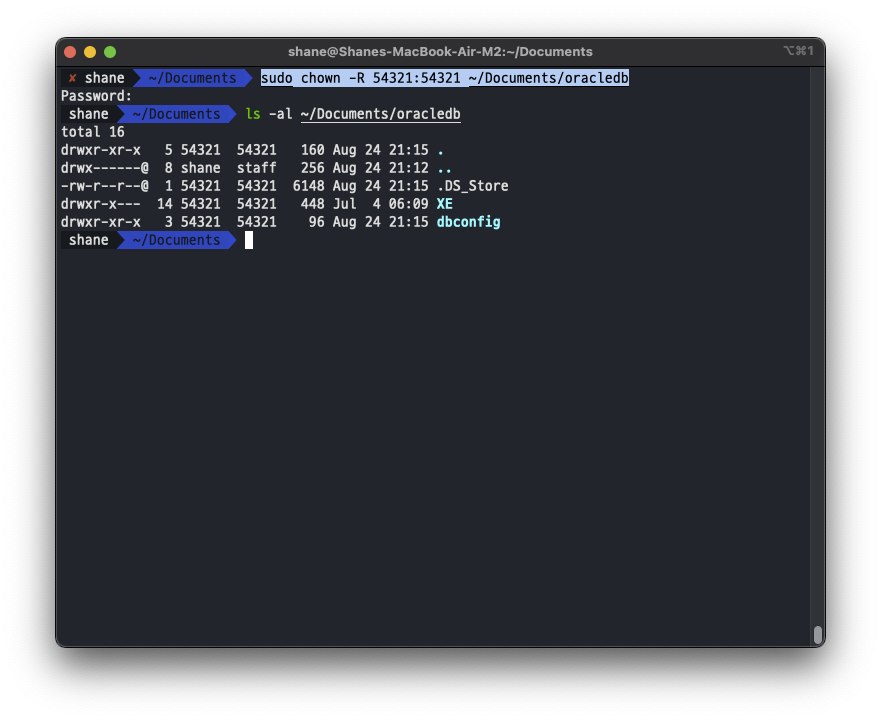 shane@Shanes-MacBook-Air-M2:~/Documents ⌥⌘1
✘ shane ~/Documents sudo chown -R 54321:54321 ~/Documents/oracledb
Password:
shane ~/Documents ls -al ~/Documents/oracledb
total 16
drwxr-xr-x 5 54321 54321 160 Aug 24 21:15 .
drwx------@ 8 shane staff 256 Aug 24 21:12 ..
-rw-r--r--@ 1 54321 54321 6148 Aug 24 21:15 .DS_Store
drwxr-x--- 14 54321 54321 448 Jul 4 06:09 XE
drwxr-xr-x 3 54321 54321 96 Aug 24 21:15 dbconfig
shane ~/Documents